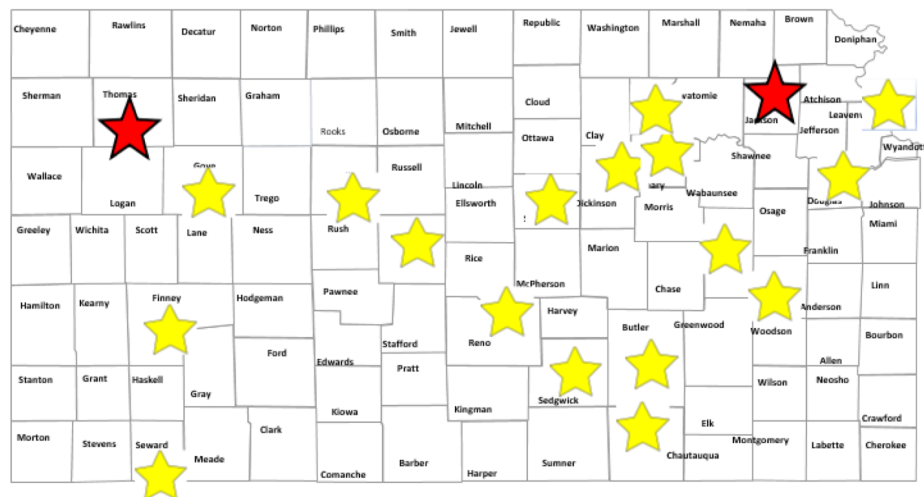 Cheyenne Rawlins Decatur Norton Phillips Smith Jewell Republic Washington Marshall Nemaha Brown
Doniphan
Sherman Thomas Sheridan Graham Rooks Osborne Mitchell Cloud Clay vatomie Jackson Atchison
Leaven
Jefferson
Ottawa
Wyandot
Shawnee
Wallace Logan Gove Trego Russell Lincoln
Ellsworth
Dickinson
ary
Morris
Wabaunsee
Osage
Douglas
Johnson
Miami
Greeley Wichita Scott Lane Ness Rush Rice Marion Chase Franklin
McPherson
Linn
Hamilton Kearny Finney Hodgeman Pawnee Reno Harvey Butler Greenwood Woodson Anderson
Bourbon
Stafford
Ford
Edwards
Pratt
Allen
Stanton Grant Haskell Gray Kiowa Kingman Sedgwick Wilson Neosho
Elk
Crawford
Morton Stevens Seward Meade Clark Comanche Barber Harper Sumner Chautauqua Montgomery Labette Cherokee